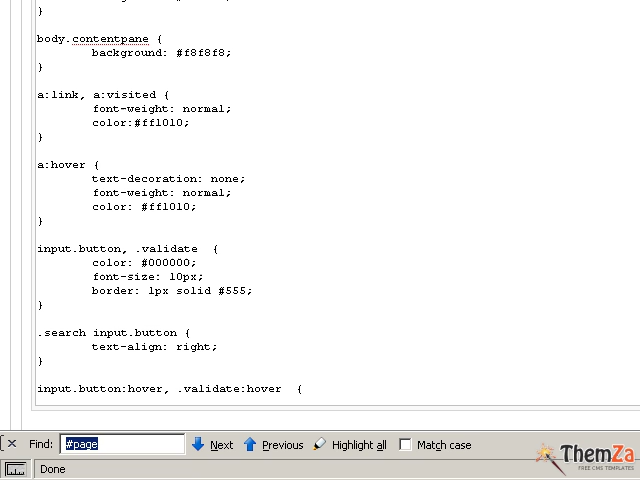 }
body.contentpane {
background: #f8f8f8;
}
a:link, a:visited {
font-weight: normal;
color:#ff1010;
}
a:hover {
text-decoration: none;
font-weight: normal;
color: #ff1010;
}
input.button, .validate {
color: #000000;
font-size: 10px;
border: 1px solid #555;
}
.search input.button {
text-align: right;
}
input.button:hover, .validate:hover {
Find: #page Next Previous Highlight all Match case
ThemZa
FREE CMS TEMPLATES
Done